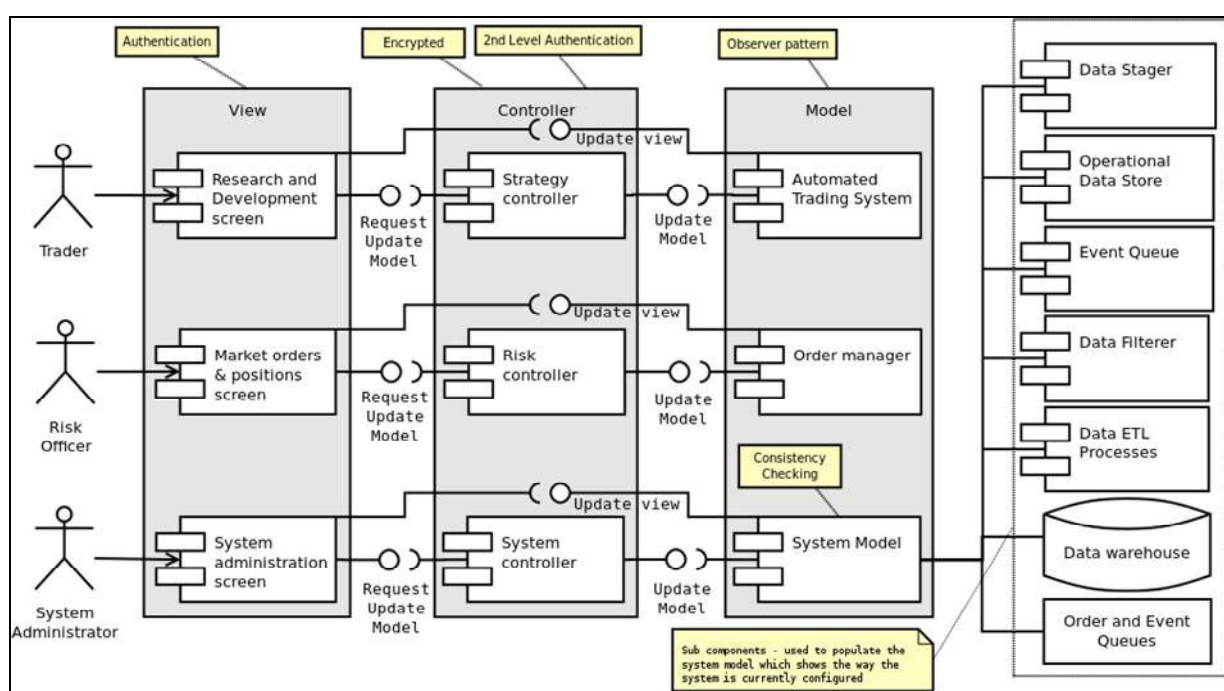 Authentication
Encrypted
2nd Level Authentication
Observer pattern
View
Controller
Model
Update view
Research and
Development
screen
Strategy
controller
Automated
Trading System
Trader
Request
Update
Model
Update
Model
Update view
Market orders
& positions
screen
Risk
controller
Order manager
Risk
Officer
Request
Update
Model
Update
Model
Consistency
Checking
Update view
System
administration
screen
System
controller
System Model
System
Administrator
Request
Update
Model
Update
Model
Sub components - used to populate the
system model which shows the way the
system is currently configured
Data Stager
Operational
Data Store
Event Queue
Data Filterer
Data ETL
Processes
Data warehouse
Order and Event
Queues